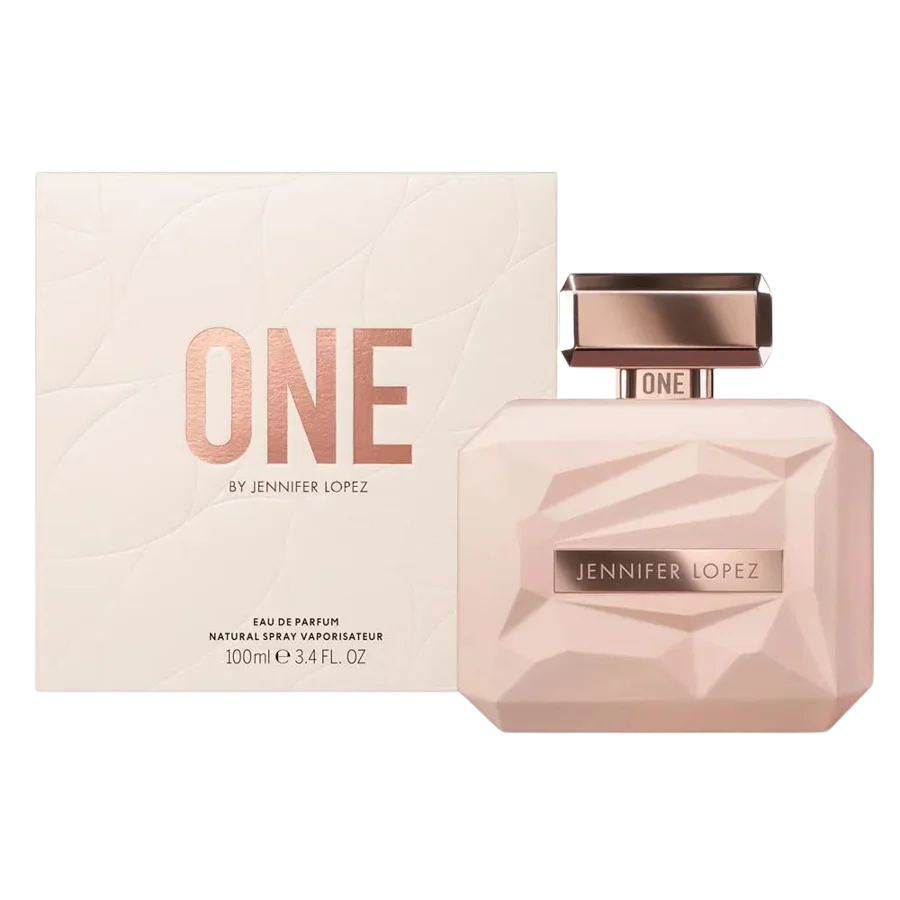 ONE
BY JENNIFER LOPEZ
EAU DE PARFUM
NATURAL SPRAY VAPORISATEUR
100ml ℮ 3.4 FL. OZ
ONE
JENNIFER LOPEZ